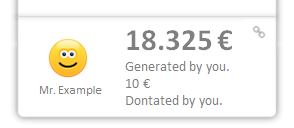 18.325 €
Generated by you.
10 €
Dontated by you.
Mr. Example